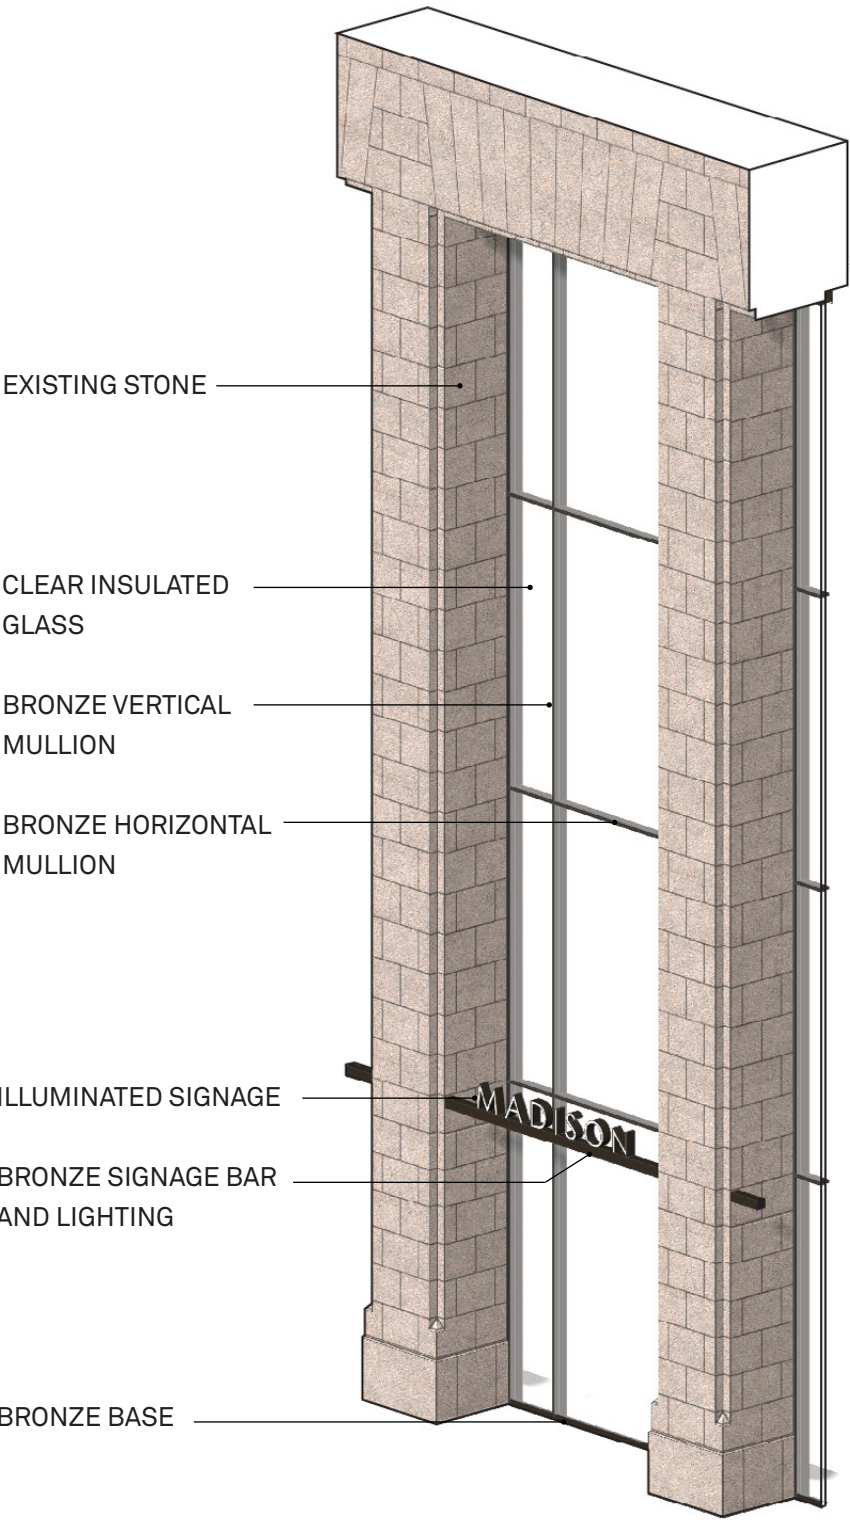 EXISTING STONE
CLEAR INSULATED
GLASS
BRONZE VERTICAL
MULLION
BRONZE HORIZONTAL
MULLION
ILLUMINATED SIGNAGE
MADISON
BRONZE SIGNAGE BAR
AND LIGHTING
BRONZE BASE